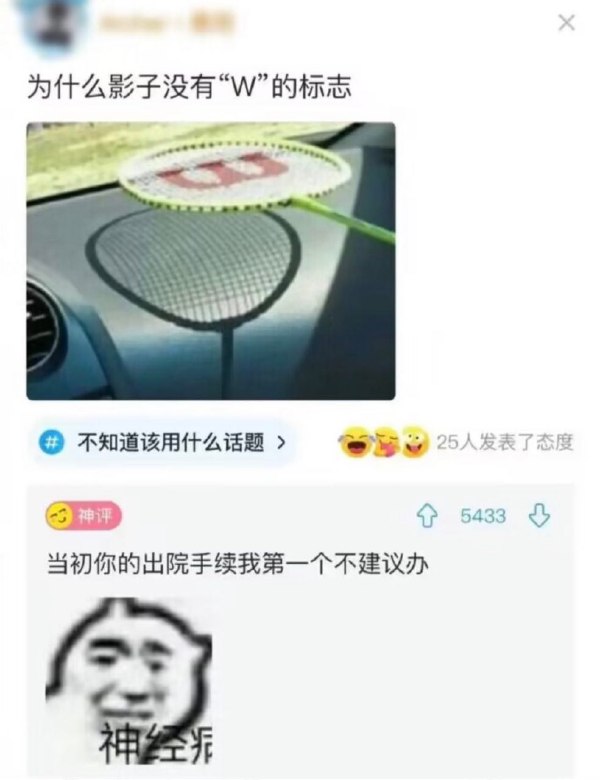 为什么影子没有“W”的标志
# 不知道该用什么话题 >
25人发表了态度
神评
5433
当初你的出院手续我第一个不建议办
神经病